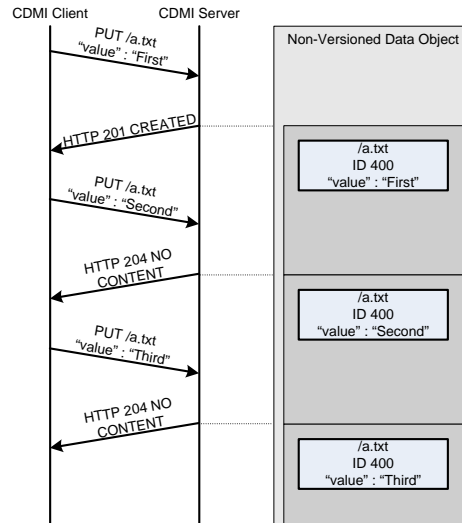 CDMI Client
CDMI Server
PUT /a.txt
“value” : “First”
Non-Versioned Data Object
HTTP 201 CREATED
/a.txt
ID 400
“value” : “First”
PUT /a.txt
“value” : “Second”
HTTP 204 NO
CONTENT
/a.txt
ID 400
“value” : “Second”
PUT /a.txt
“value” : “Third”
HTTP 204 NO
CONTENT
/a.txt
ID 400
“value” : “Third”